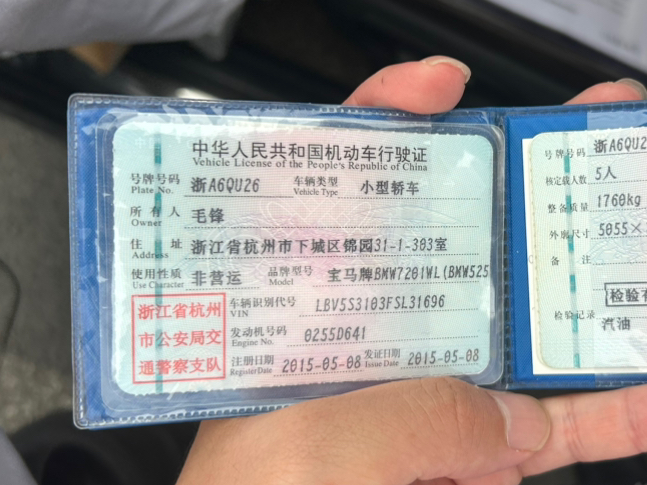 中华人民共和国机动车行驶证
Vehicle License of the People's Republic of China
号牌号码 浙A6QU26 车辆类型 小型轿车
Plate No. Vehicle Type
所有人 毛锋
Owner
住址 浙江省杭州市下城区锦园31-1-303室
Address
使用性质 非营运 品牌型号 宝马牌BMW7201WL(BMW525
Use Character Model
浙江省杭州
市公安局交
通警察支队
车辆识别代号 LBV5S3103FSL31696
VIN
发动机号码 0255D641
Engine No.
注册日期 2015-05-08 发证日期 2015-05-08
Register Date Issue Date
号牌号码 浙A6QU2
核定载人数 5人
整备质量 1760kg
外廓尺寸 5055×
备注
检验有
检验记录
汽油